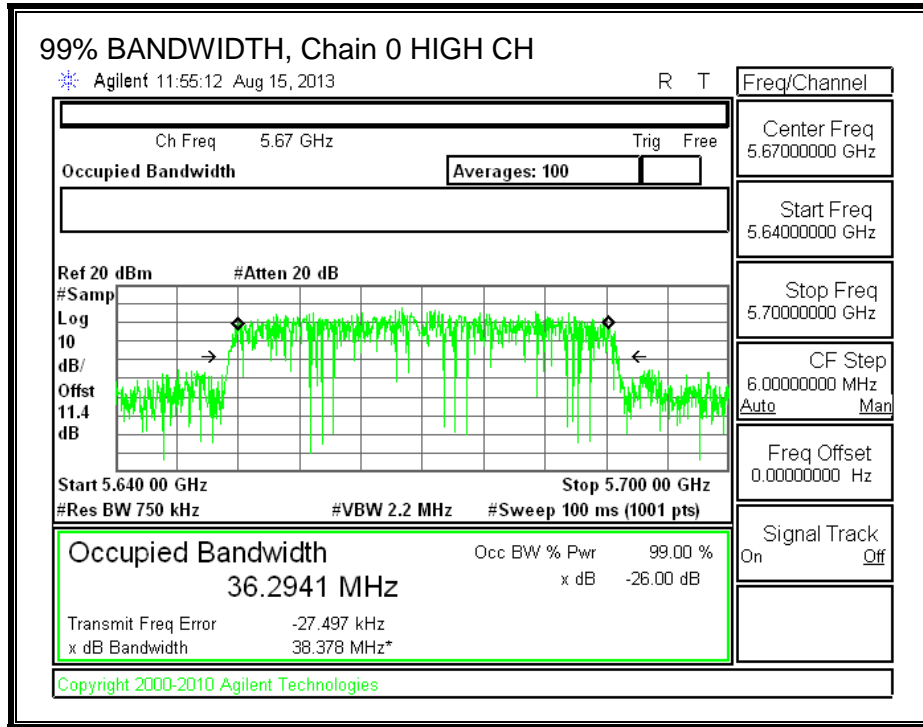 99% BANDWIDTH, Chain 0 HIGH CH
Agilent 11:55:12 Aug 15, 2013 R T
Ch Freq 5.67 GHz Trig Free
Occupied Bandwidth Averages: 100
Ref 20 dBm #Atten 20 dB
#Samp
Log
10
dB/
Offst
11.4
dB
Start 5.640 00 GHz Stop 5.700 00 GHz
#Res BW 750 kHz #VBW 2.2 MHz #Sweep 100 ms (1001 pts)
Occupied Bandwidth Occ BW % Pwr 99.00 %
36.2941 MHz x dB -26.00 dB
Transmit Freq Error -27.497 kHz
x dB Bandwidth 38.378 MHz*
Copyright 2000-2010 Agilent Technologies
Freq/Channel
Center Freq
5.67000000 GHz
Start Freq
5.64000000 GHz
Stop Freq
5.70000000 GHz
CF Step
6.00000000 MHz
Auto Man
Freq Offset
0.00000000 Hz
Signal Track
On Off